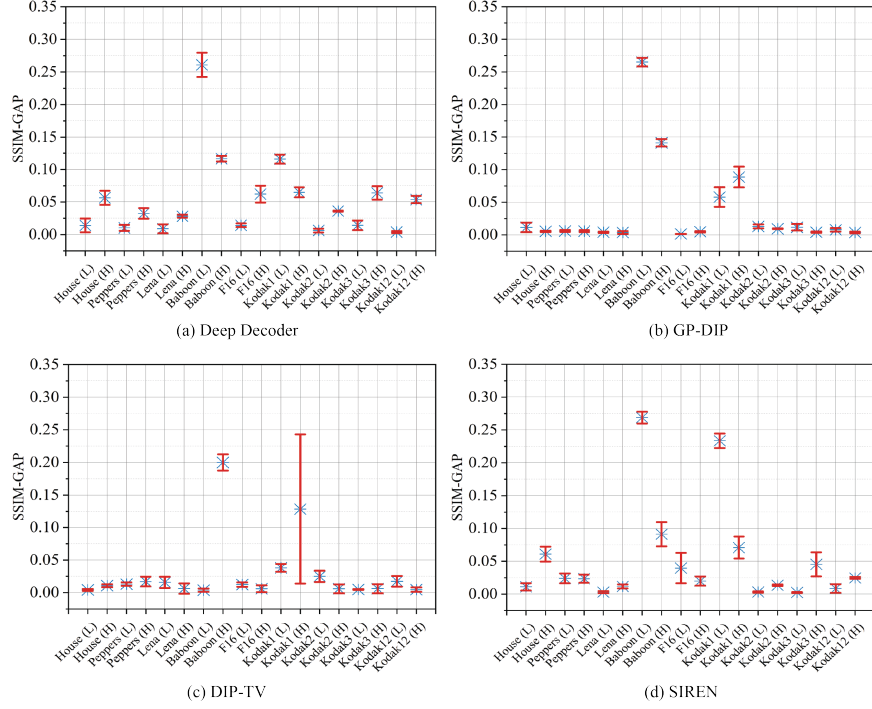 0.35
0.30
0.25
0.20
0.15
0.10
0.05
0.00
SSIM-GAP
House (L)
House (H)
Peppers (L)
Peppers (H)
Lena (L)
Lena (H)
Baboon (L)
Baboon (H)
F16 (L)
F16 (H)
Kodak1 (L)
Kodak1 (H)
Kodak2 (L)
Kodak2 (H)
Kodak3 (L)
Kodak3 (H)
Kodak12 (L)
Kodak12 (H)
(a) Deep Decoder
0.35
0.30
0.25
0.20
0.15
0.10
0.05
0.00
SSIM-GAP
House (L)
House (H)
Peppers (L)
Peppers (H)
Lena (L)
Lena (H)
Baboon (L)
Baboon (H)
F16 (L)
F16 (H)
Kodak1 (L)
Kodak1 (H)
Kodak2 (L)
Kodak2 (H)
Kodak3 (L)
Kodak3 (H)
Kodak12 (L)
Kodak12 (H)
(b) GP-DIP
0.35
0.30
0.25
0.20
0.15
0.10
0.05
0.00
SSIM-GAP
House (L)
House (H)
Peppers (L)
Peppers (H)
Lena (L)
Lena (H)
Baboon (L)
Baboon (H)
F16 (L)
F16 (H)
Kodak1 (L)
Kodak1 (H)
Kodak2 (L)
Kodak2 (H)
Kodak3 (L)
Kodak3 (H)
Kodak12 (L)
Kodak12 (H)
(c) DIP-TV
0.35
0.30
0.25
0.20
0.15
0.10
0.05
0.00
SSIM-GAP
House (L)
House (H)
Peppers (L)
Peppers (H)
Lena (L)
Lena (H)
Baboon (L)
Baboon (H)
F16 (L)
F16 (H)
Kodak1 (L)
Kodak1 (H)
Kodak2 (L)
Kodak2 (H)
Kodak3 (L)
Kodak3 (H)
Kodak12 (L)
Kodak12 (H)
(d) SIREN